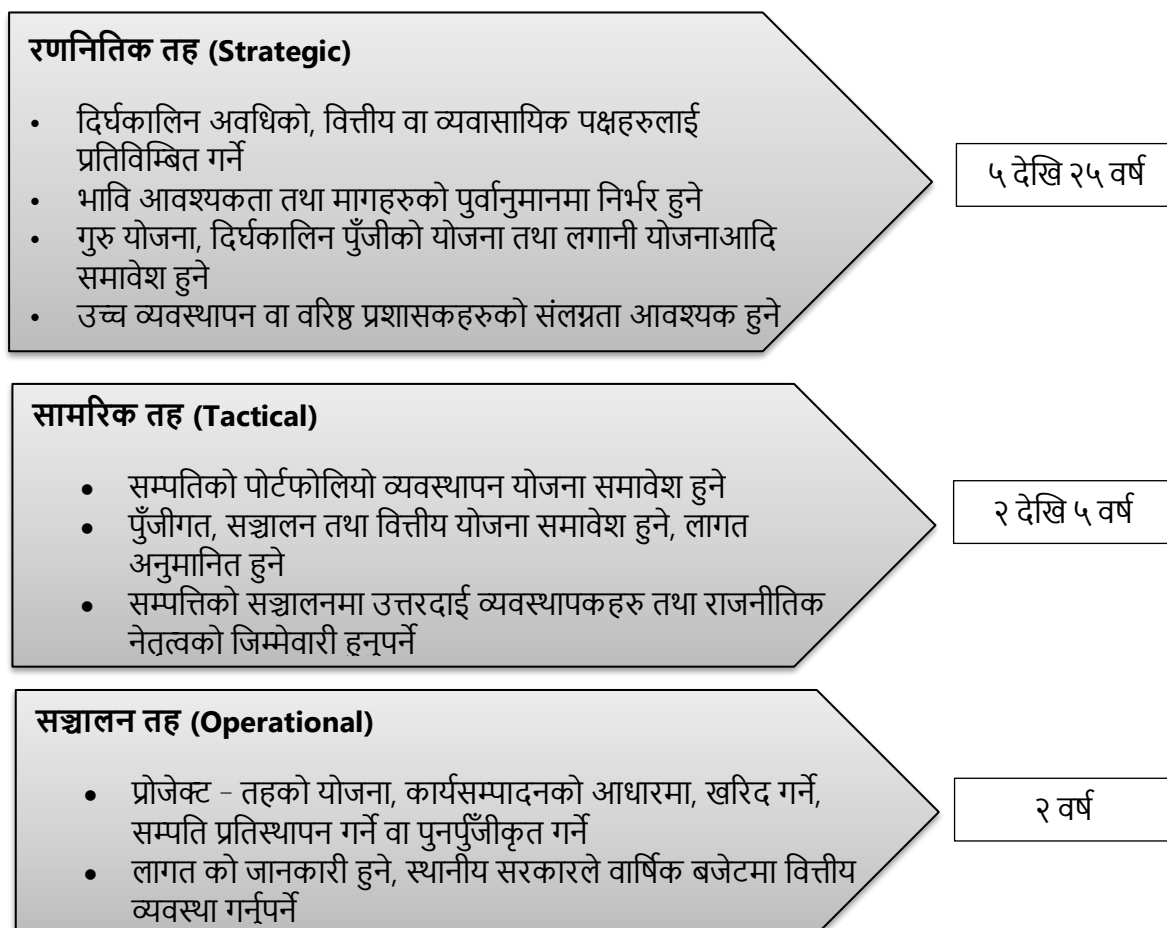 रणनितिक तह (Strategic)
• दिर्घकालिन अवधिको, वित्तीय वा व्यवासायिक पक्षहरुलाई
प्रतिविम्बित गर्ने
• भावि आवश्यकता तथा मागहरुको पुर्वानुमानमा निर्भर हुने
• गुरु योजना, दिर्घकालिन पुँजीको योजना तथा लगानी योजनाआदि
समावेश हुने
• उच्च व्यवस्थापन वा वरिष्ठ प्रशासकहरुको संलग्नता आवश्यक हुने
५ देखि २५ वर्ष
सामरिक तह (Tactical)
• सम्पतिको पोर्टफोलियो व्यवस्थापन योजना समावेश हुने
• पुँजीगत, सञ्चालन तथा वित्तीय योजना समावेश हुने, लागत
अनुमानित हुने
• सम्पत्तिको सञ्चालनमा उत्तरदाई व्यवस्थापकहरु तथा राजनीतिक
नेतृत्वको जिम्मेवारी हुनुपर्ने
२ देखि ५ वर्ष
सञ्चालन तह (Operational)
• प्रोजेक्ट – तहको योजना, कार्यसम्पादनको आधारमा, खरिद गर्ने,
सम्पति प्रतिस्थापन गर्ने वा पुनर्पुँजीकृत गर्ने
• लागत को जानकारी हुने, स्थानीय सरकारले वार्षिक बजेटमा वित्तीय
व्यवस्था गर्नुपर्ने
२ वर्ष